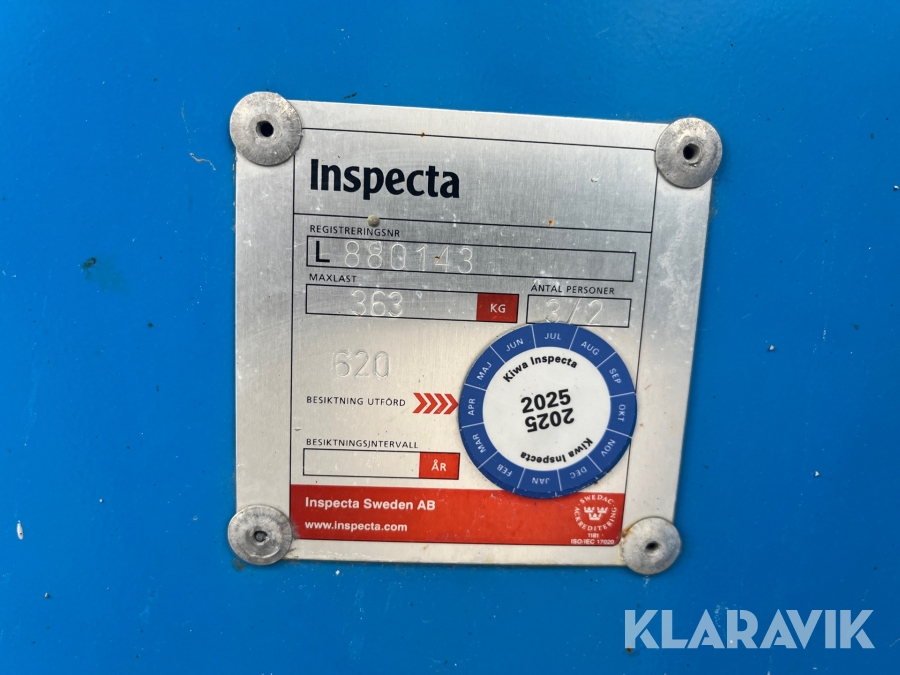 Inspecta
REGISTRERINGSNR
L 880143
MAXLAST
ANTAL PERSONER
363 KG 3/2
620
BESIKTNING UTFÖRD
BESIKTNINGSINTERVALL
ÅR
Kiwa Inspecta
2025
2025
Kiwa Inspecta
JAN FEB MAR APR MAJ JUN JUL AUG SEP OKT NOV DEC
Inspecta Sweden AB
www.inspecta.com
SWEDAC
ACKREDITERING
ISO/IEC 17020
KLARAVIK